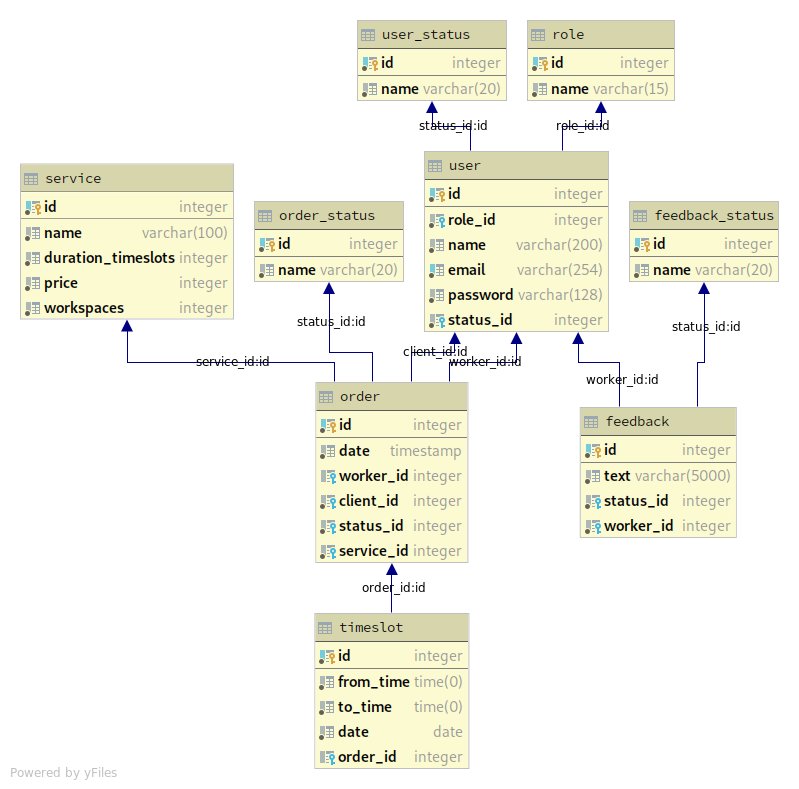 user_status
id integer
name varchar(20)
role
id integer
name varchar(15)
status_id:id
role_id:id
service
id integer
name varchar(100)
duration_timeslots integer
price integer
workspaces integer
order_status
id integer
name varchar(20)
user
id integer
role_id integer
name varchar(200)
email varchar(254)
password varchar(128)
status_id integer
feedback_status
id integer
name varchar(20)
status_id:id
status_id:id
service_id:id
client_id:id
worker_id:id
worker_id:id
order
id integer
date timestamp
worker_id integer
client_id integer
status_id integer
service_id integer
feedback
id integer
text varchar(5000)
status_id integer
worker_id integer
order_id:id
timeslot
id integer
from_time time(0)
to_time time(0)
date date
order_id integer
Powered by yFiles